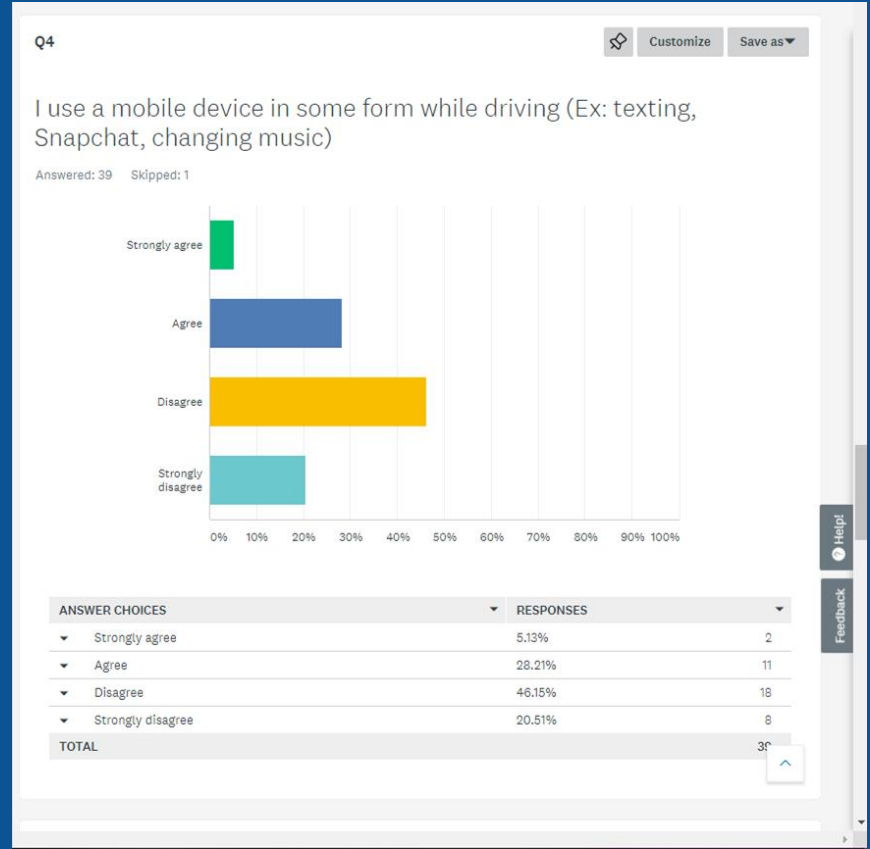 Q4
Customize
Save as
I use a mobile device in some form while driving (Ex: texting,
Snapchat, changing music)
Answered: 39 Skipped: 1
Strongly agree
Agree
Disagree
Strongly
disagree
0% 10% 20% 30% 40% 50% 60% 70% 80% 90% 100%
? Help!
Feedback
ANSWER CHOICES RESPONSES
Strongly agree 5.13% 2
Agree 28.21% 11
Disagree 46.15% 18
Strongly disagree 20.51% 8
TOTAL 39